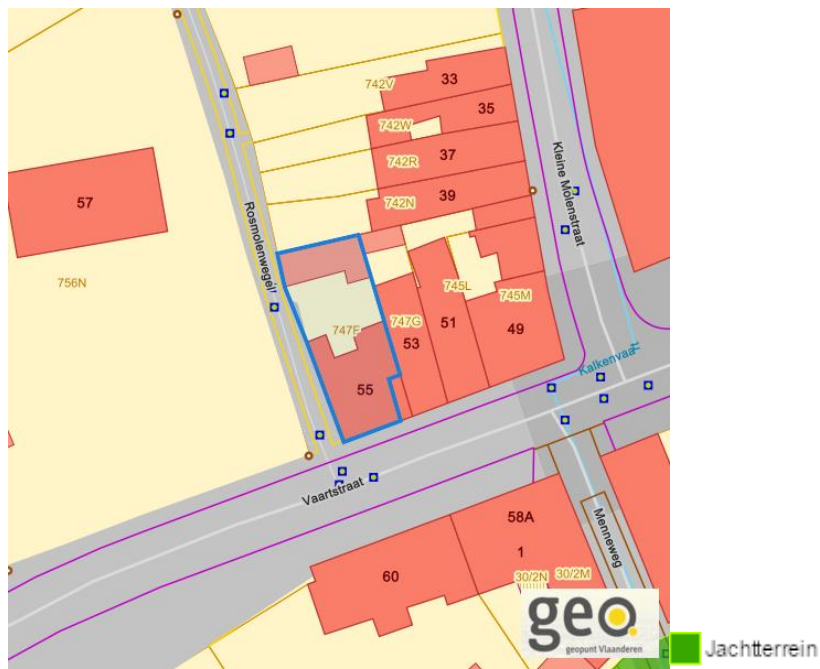 33
742V
35
742W
37
742R
39
742N
Kleine Molenstraat
57
Rosmolenwegel
756N
745L
745M
747F
747G
51
53
49
55
Kalkenvaa
Vaartstraat
58A
1
Menneweg
60
30/2N
30/2M
geo
geopunt Vlaanderen
Jachtterrein